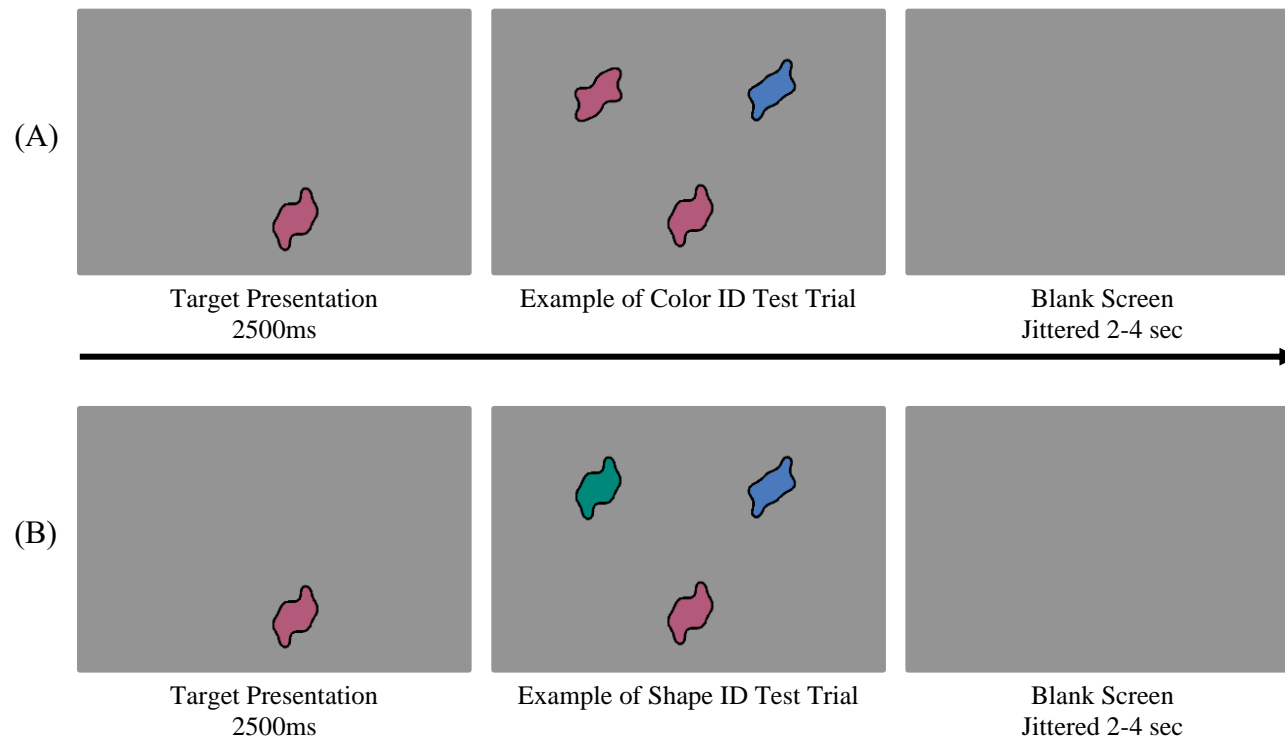 (A)
Target Presentation
2500ms
Example of Color ID Test Trial
Blank Screen
Jittered 2-4 sec
(B)
Target Presentation
2500ms
Example of Shape ID Test Trial
Blank Screen
Jittered 2-4 sec